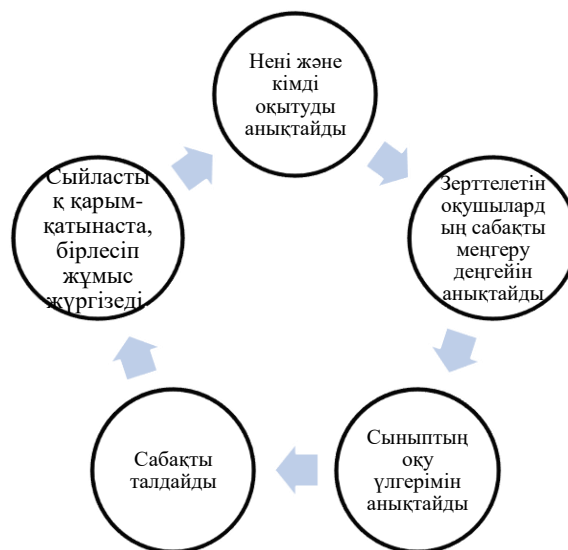 Нені және
кімді
оқытуды
анықтайды
Зерттелетін
оқушылард
ың сабақты
меңгеру
деңгейін
анықтайды
Сыныптың
оқу
үлгерімін
анықтайды
Сабақты
талдайды
Сыйласты
қ қарым-
қатынаста,
бірлесіп
жұмыс
жүргізеді.